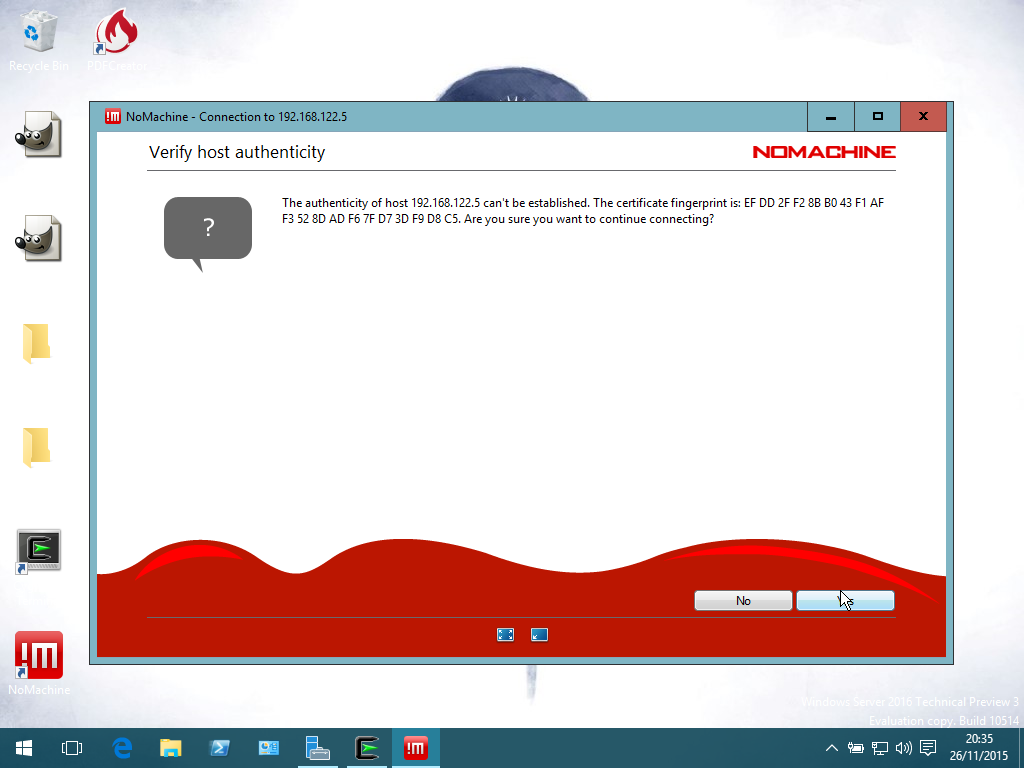 Recycle Bin
PDFCreator
!M NoMachine - Connection to 192.168.122.5
Verify host authenticity
NOMACHINE
?
The authenticity of host 192.168.122.5 can't be established. The certificate fingerprint is: EF DD 2F F2 8B B0 43 F1 AF
F3 52 8D AD F6 7F D7 3D F9 D8 C5. Are you sure you want to continue connecting?
No
Yes
!M
NoMachine
Windows Server 2016 Technical Preview 3
Evaluation copy. Build 10514
!M
20:35
26/11/2015